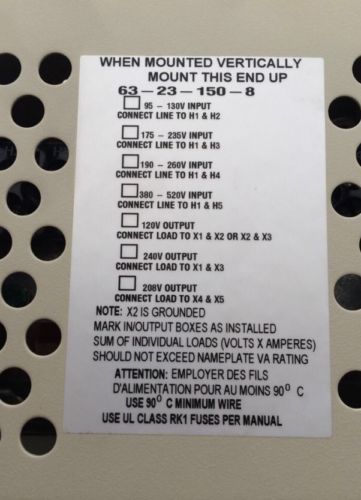 WHEN MOUNTED VERTICALLY
MOUNT THIS END UP
63-23-150-8
95 - 130V INPUT
CONNECT LINE TO H1 & H2
175 - 235V INPUT
CONNECT LINE TO H1 & H3
190 - 260V INPUT
CONNECT LINE TO H1 & H4
380 - 520V INPUT
CONNECT LINE TO H1 & H5
120V OUTPUT
CONNECT LOAD TO X1 & X2 OR X2 & X3
240V OUTPUT
CONNECT LOAD TO X1 & X3
208V OUTPUT
CONNECT LOAD TO X4 & X5
NOTE: X2 IS GROUNDED
MARK IN/OUTPUT BOXES AS INSTALLED
SUM OF INDIVIDUAL LOADS (VOLTS X AMPERES)
SHOULD NOT EXCEED NAMEPLATE VA RATING
ATTENTION: EMPLOYER DES FILS
D'ALIMENTATION POUR AU MOINS 90° C
USE 90° C MINIMUM WIRE
USE UL CLASS RK1 FUSES PER MANUAL